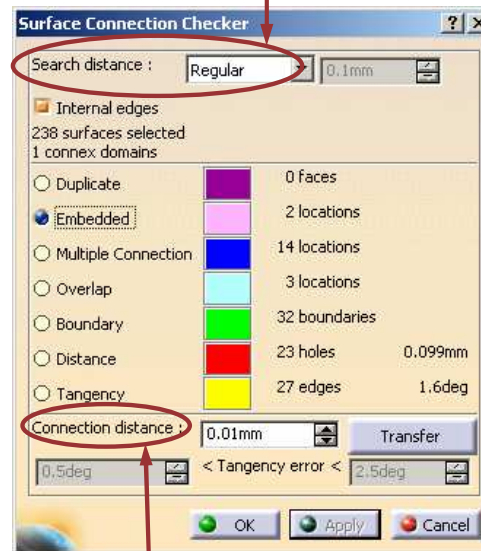 Surface Connection Checker ? X
Search distance : Regular 0.1mm
Internal edges
238 surfaces selected
1 connex domains
Duplicate 0 faces
Embedded 2 locations
Multiple Connection 14 locations
Overlap 3 locations
Boundary 32 boundaries
Distance 23 holes 0.099mm
Tangency 27 edges 1.6deg
Connection distance : 0.01mm Transfer
0.5deg < Tangency error < 2.5deg
OK Apply Cancel